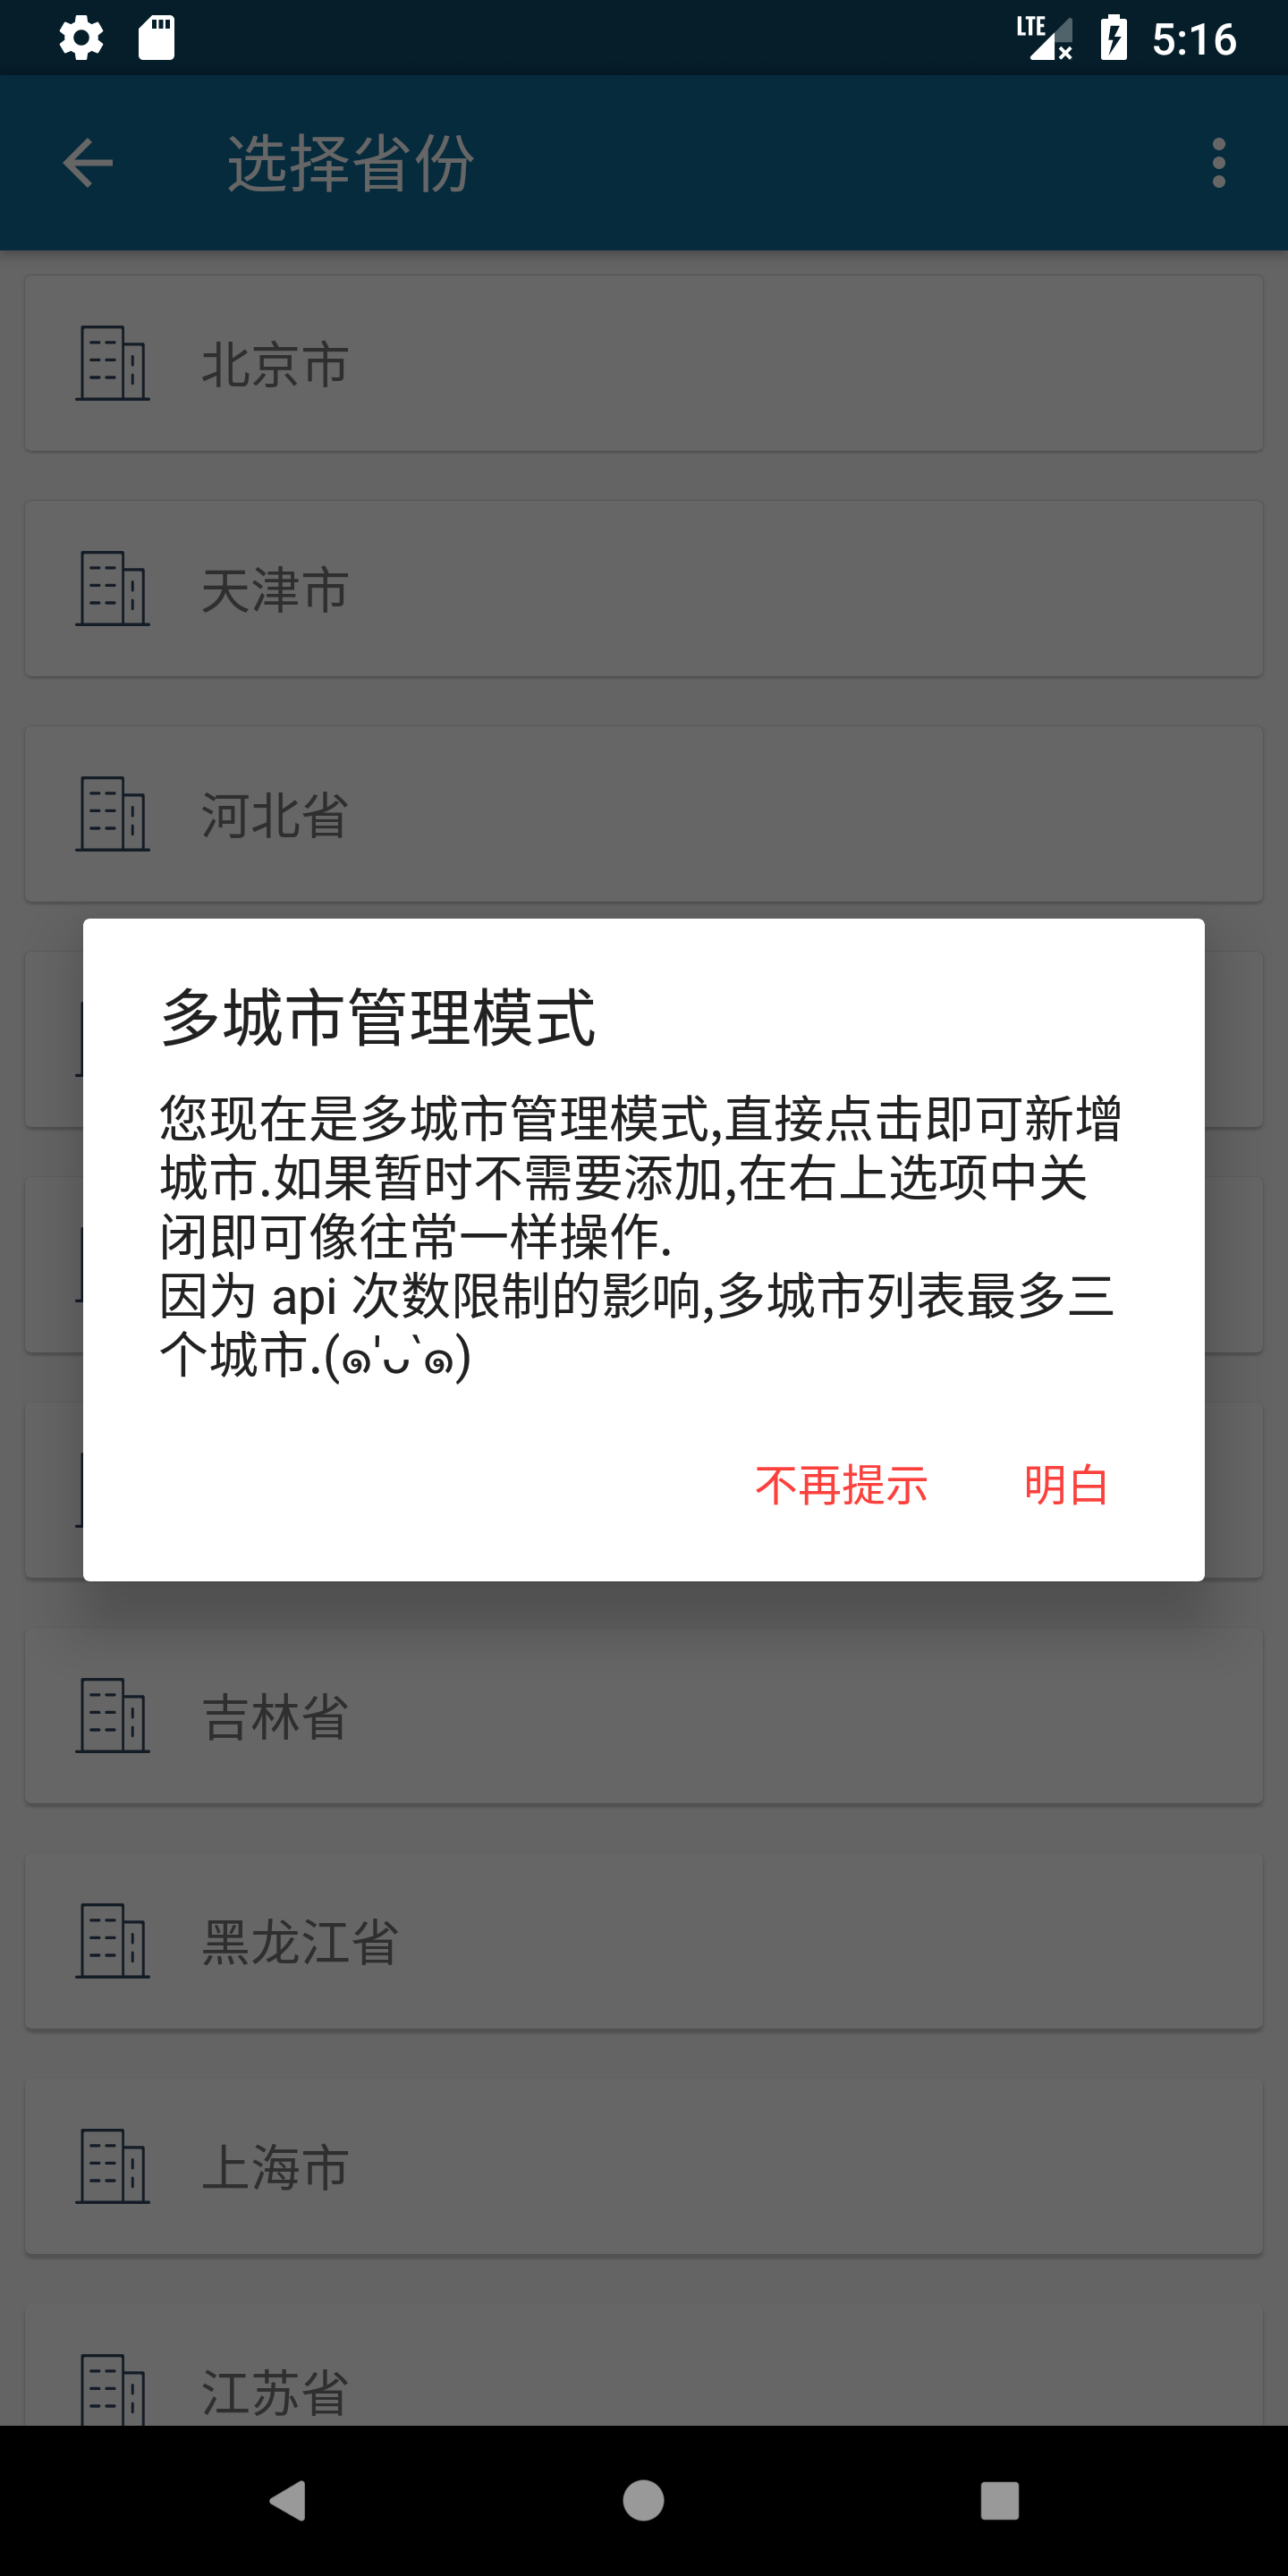 LTE 5:16
选择省份
北京市
天津市
河北省
多城市管理模式
您现在是多城市管理模式,直接点击即可新增
城市.如果暂时不需要添加,在右上选项中关
闭即可像往常一样操作.
因为 api 次数限制的影响,多城市列表最多三
个城市.(๑'ᴗ`๑)
不再提示 明白
吉林省
黑龙江省
上海市
江苏省